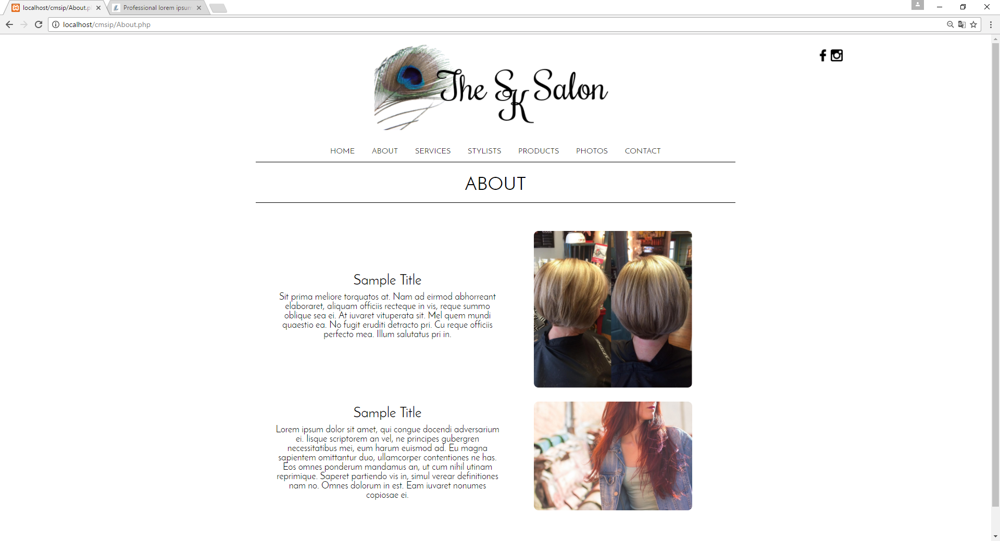 localhost/cmsip/About.p
Professional lorem ipsum
localhost/cmsip/About.php
The SK Salon
HOME ABOUT SERVICES STYLISTS PRODUCTS PHOTOS CONTACT
ABOUT
Sample Title
Sit prima meliore torquatos at. Nam ad eirmod abhorreant
elaboraret, aliquam officiis recteque in vis, reque summo
oblique sea ei. At iuvaret vituperata sit. Mel quem mundi
quaestio ea. No fugit eruditi detracto pri. Cu reque officiis
perfecto mea. Illum salutatus pri in.
Sample Title
Lorem ipsum dolor sit amet, qui congue docendi adversarium
ei. Iisque scriptorem an vel, ne principes gubergren
necessitatibus mei, eum harum euismod ad. Eu magna
sapientem omittantur duo, ullamcorper contentiones ne has.
Eos omnes ponderum mandamus an, ut cum nihil utinam
reprimique. Saperet partiendo vis in, simul verear definitiones
nam no. Omnes dolorum in est. Eam iuvaret nonumes
copiosae ei.